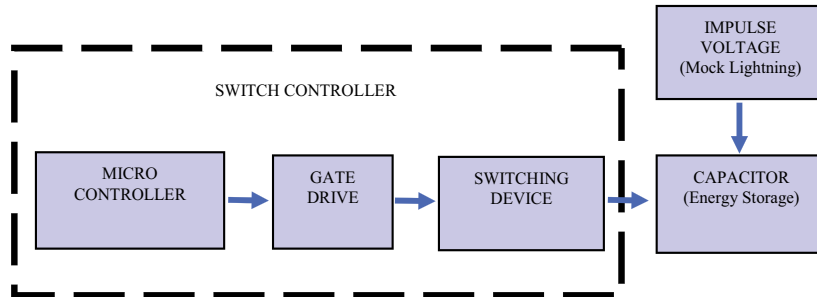 IMPULSE
VOLTAGE
(Mock Lightning)
SWITCH CONTROLLER
MICRO
CONTROLLER
GATE
DRIVE
SWITCHING
DEVICE
CAPACITOR
(Energy Storage)